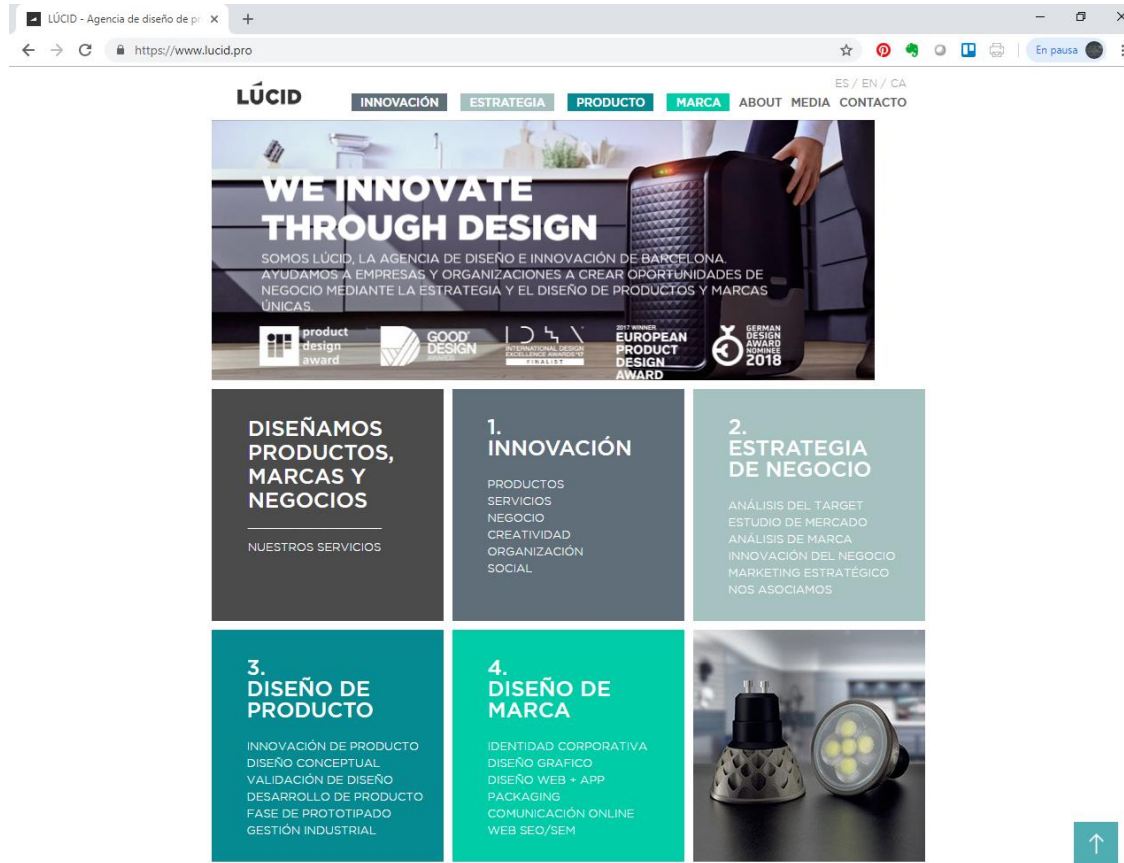 LÚCID - Agencia de diseño de pr
https://www.lucid.pro
En pausa
ES / EN / CA
LÚCID
INNOVACIÓN ESTRATEGIA PRODUCTO MARCA ABOUT MEDIA CONTACTO
WE INNOVATE
THROUGH DESIGN
SOMOS LÚCID, LA AGENCIA DE DISEÑO E INNOVACIÓN DE BARCELONA.
AYUDAMOS A EMPRESAS Y ORGANIZACIONES A CREAR OPORTUNIDADES DE
NEGOCIO MEDIANTE LA ESTRATEGIA Y EL DISEÑO DE PRODUCTOS Y MARCAS
ÚNICAS.
product
design
award
GOOD
DESIGN
INTERNATIONAL DESIGN
EXCELLENCE AWARDS'17
FINALIST
2017 WINNER
EUROPEAN
PRODUCT
DESIGN
AWARD
GERMAN
DESIGN
AWARD
NOMINEE
2018
DISEÑAMOS
PRODUCTOS,
MARCAS Y
NEGOCIOS
NUESTROS SERVICIOS
1.
INNOVACIÓN
PRODUCTOS
SERVICIOS
NEGOCIO
CREATIVIDAD
ORGANIZACIÓN
SOCIAL
2.
ESTRATEGIA
DE NEGOCIO
ANÁLISIS DEL TARGET
ESTUDIO DE MERCADO
ANÁLISIS DE MARCA
INNOVACIÓN DEL NEGOCIO
MARKETING ESTRATÉGICO
NOS ASOCIAMOS
3.
DISEÑO DE
PRODUCTO
INNOVACIÓN DE PRODUCTO
DISEÑO CONCEPTUAL
VALIDACIÓN DE DISEÑO
DESARROLLO DE PRODUCTO
FASE DE PROTOTIPADO
GESTIÓN INDUSTRIAL
4.
DISEÑO DE
MARCA
IDENTIDAD CORPORATIVA
DISEÑO GRAFICO
DISEÑO WEB + APP
PACKAGING
COMUNICACIÓN ONLINE
WEB SEO/SEM